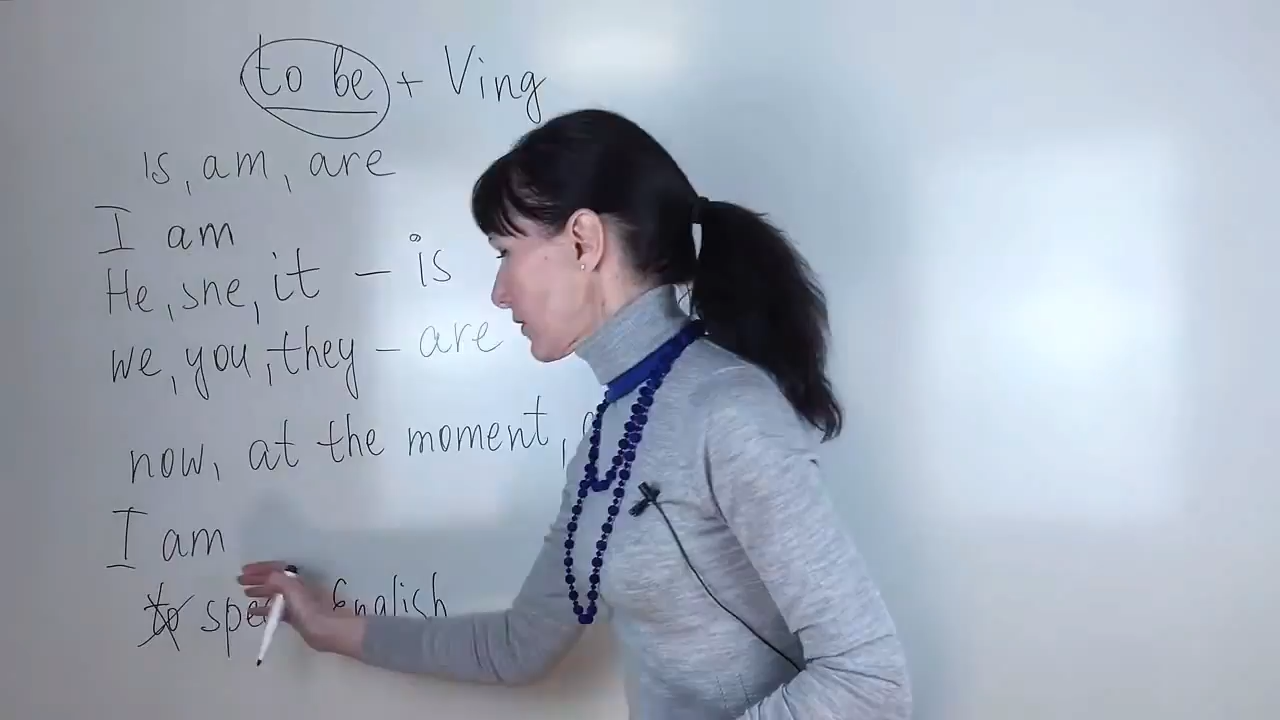 to be + Ving
is, am, are
I am
He, she, it – is
we, you, they – are
now, at the moment,
I am
to English